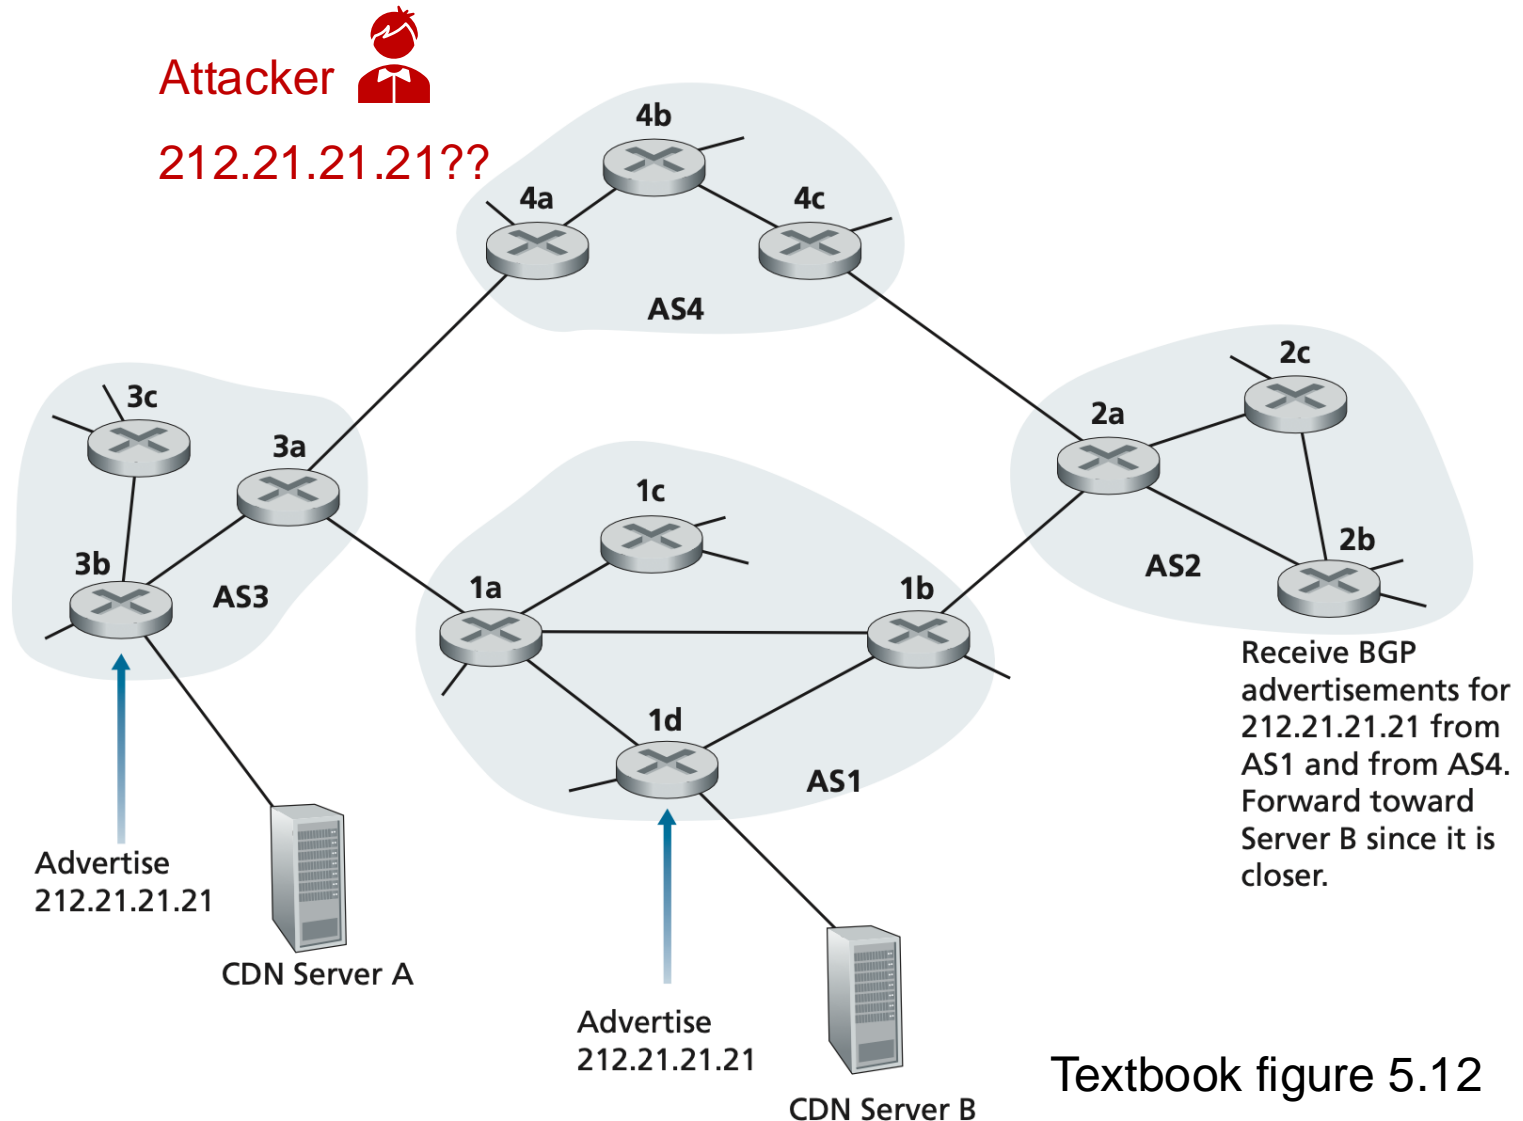 Attacker
212.21.21.21??
4b
4a
4c
AS4
3c
3a
3b
AS3
1c
1a
1b
1d
AS1
2c
2a
2b
AS2
Receive BGP
advertisements for
212.21.21.21 from
AS1 and from AS4.
Forward toward
Server B since it is
closer.
Advertise
212.21.21.21
CDN Server A
Advertise
212.21.21.21
CDN Server B
Textbook figure 5.12